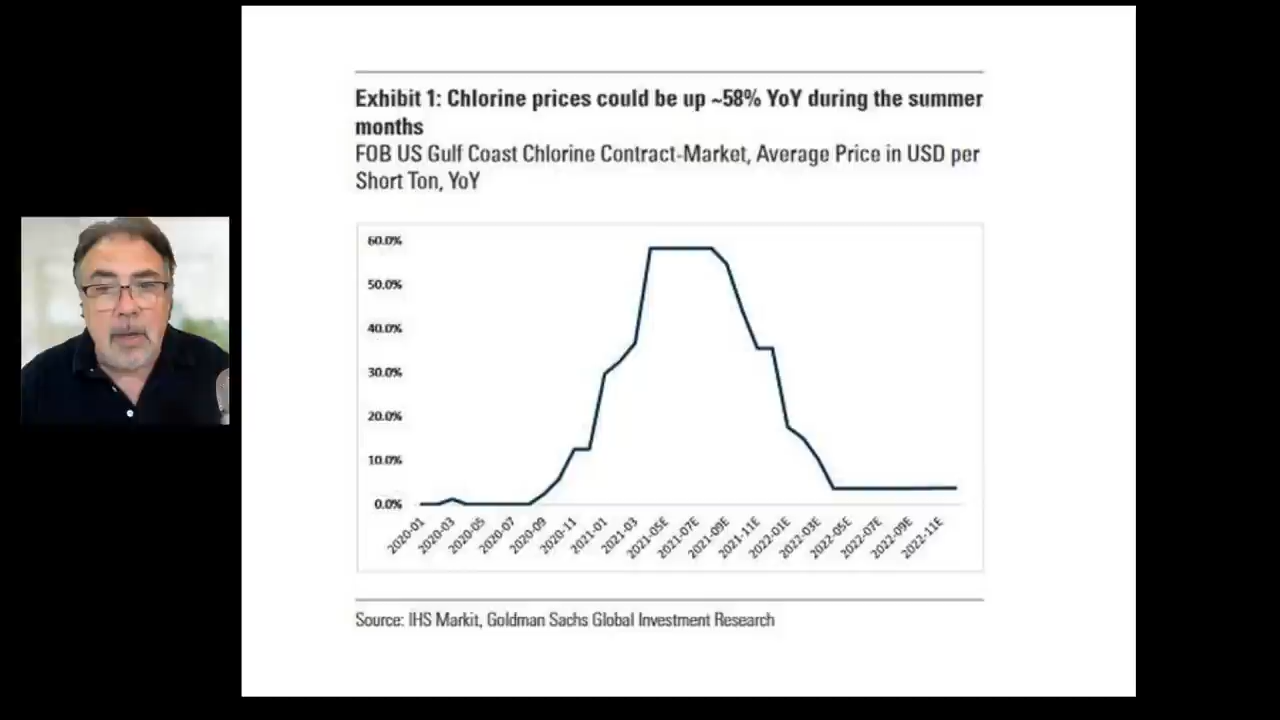 Exhibit 1: Chlorine prices could be up ~58% YoY during the summer
months
FOB US Gulf Coast Chlorine Contract-Market, Average Price in USD per
Short Ton, YoY
60.0%
50.0%
40.0%
30.0%
20.0%
10.0%
0.0%
2020-01
2020-03
2020-05
2020-07
2020-09
2020-11
2021-01
2021-03
2021-05E
2021-07E
2021-09E
2021-11E
2022-01E
2022-03E
2022-05E
2022-07E
2022-09E
2022-11E
Source: IHS Markit, Goldman Sachs Global Investment Research